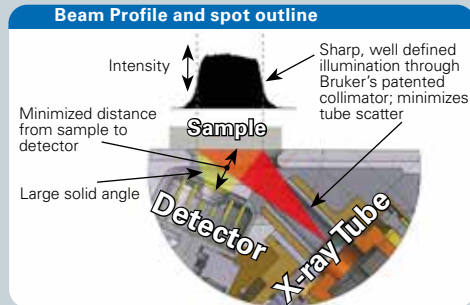 Beam Profile and spot outline
Intensity
Sharp, well defined
illumination through
Bruker's patented
collimator; minimizes
tube scatter
Minimized distance
from sample to
detector
Sample
Large solid angle
Detector
X-ray Tube